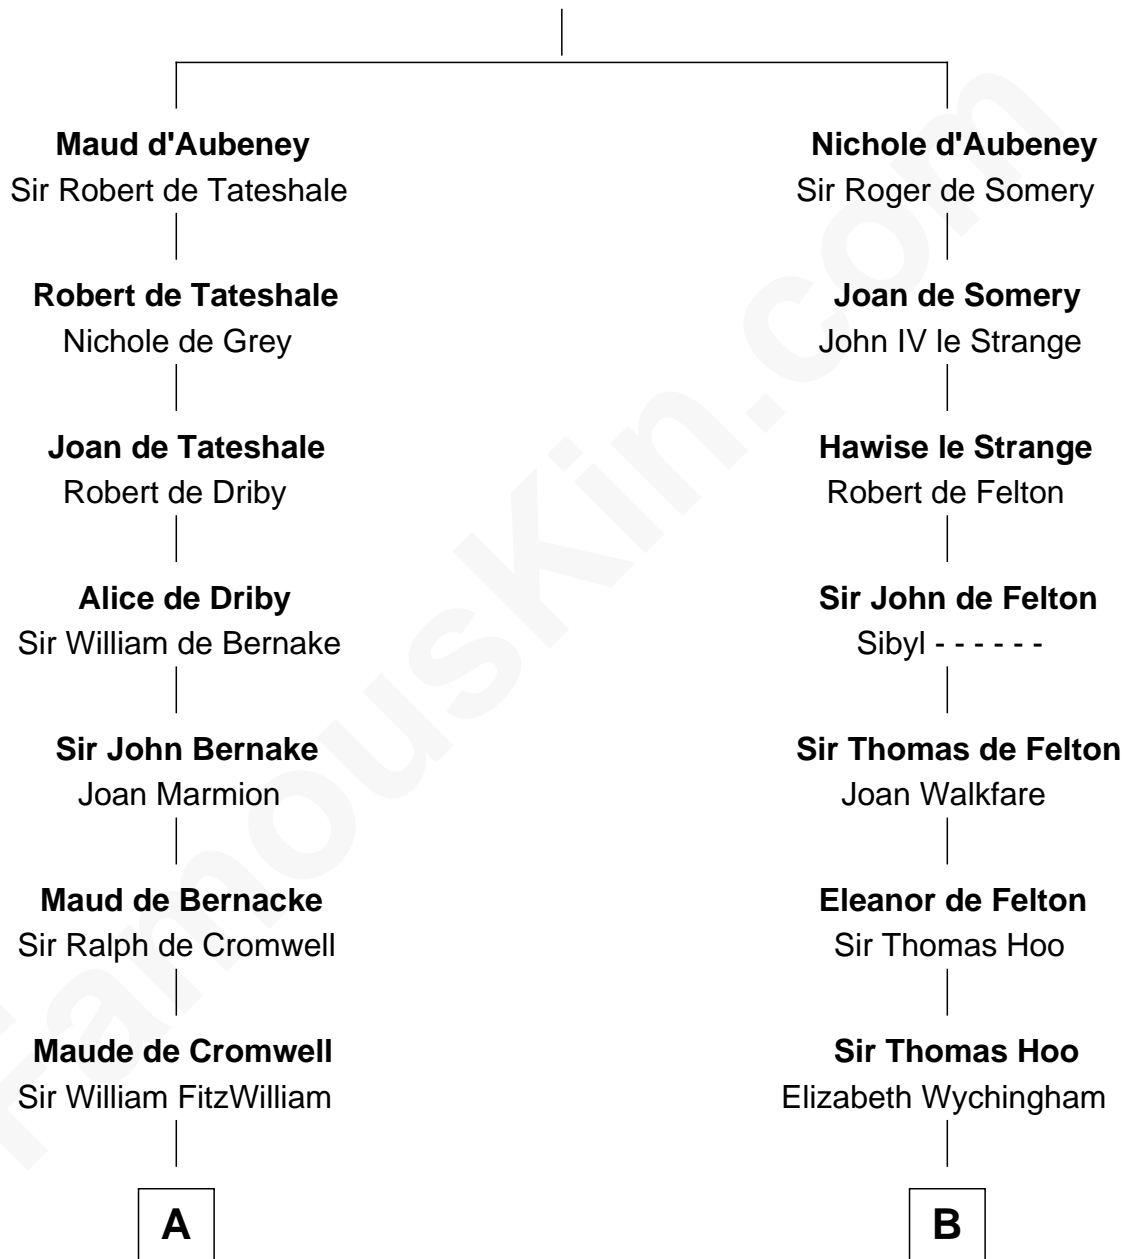 Maud d'Aubeney
Sir Robert de Tateshale
Robert de Tateshale
Nichole de Grey
Joan de Tateshale
Robert de Driby
Alice de Driby
Sir William de Bernake
Sir John Bernake
Joan Marmion
Maud de Bernacke
Sir Ralph de Cromwell
Maude de Cromwell
Sir William FitzWilliam
A
Nichole d'Aubeney
Sir Roger de Somery
Joan de Somery
John IV le Strange
Hawise le Strange
Robert de Felton
Sir John de Felton
Sibyl - - - - - -
Sir Thomas de Felton
Joan Walkfare
Eleanor de Felton
Sir Thomas Hoo
Sir Thomas Hoo
Elizabeth Wychingham
B
FamousKin.com